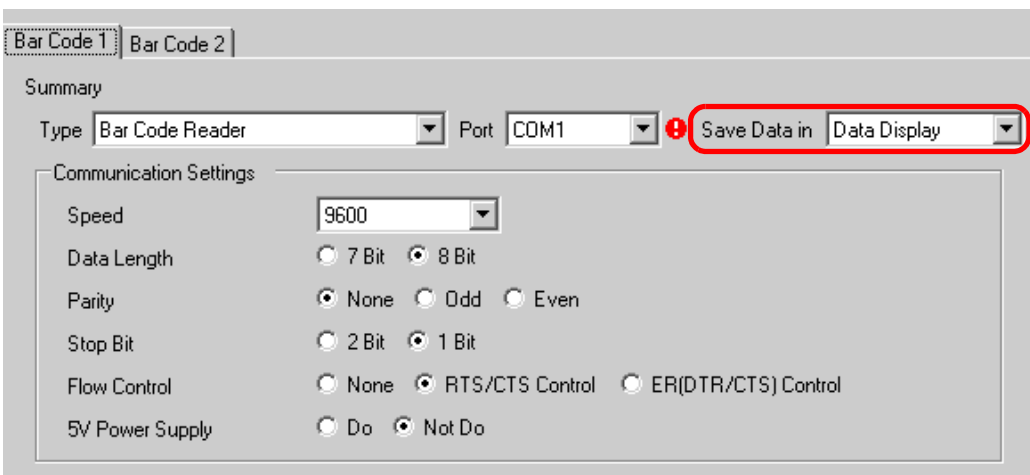 Bar Code 1 Bar Code 2
Summary
Type Bar Code Reader Port COM1 Save Data in Data Display
Communication Settings
Speed 9600
Data Length 7 Bit 8 Bit
Parity None Odd Even
Stop Bit 2 Bit 1 Bit
Flow Control None RTS/CTS Control ER(DTR/CTS) Control
5V Power Supply Do Not Do